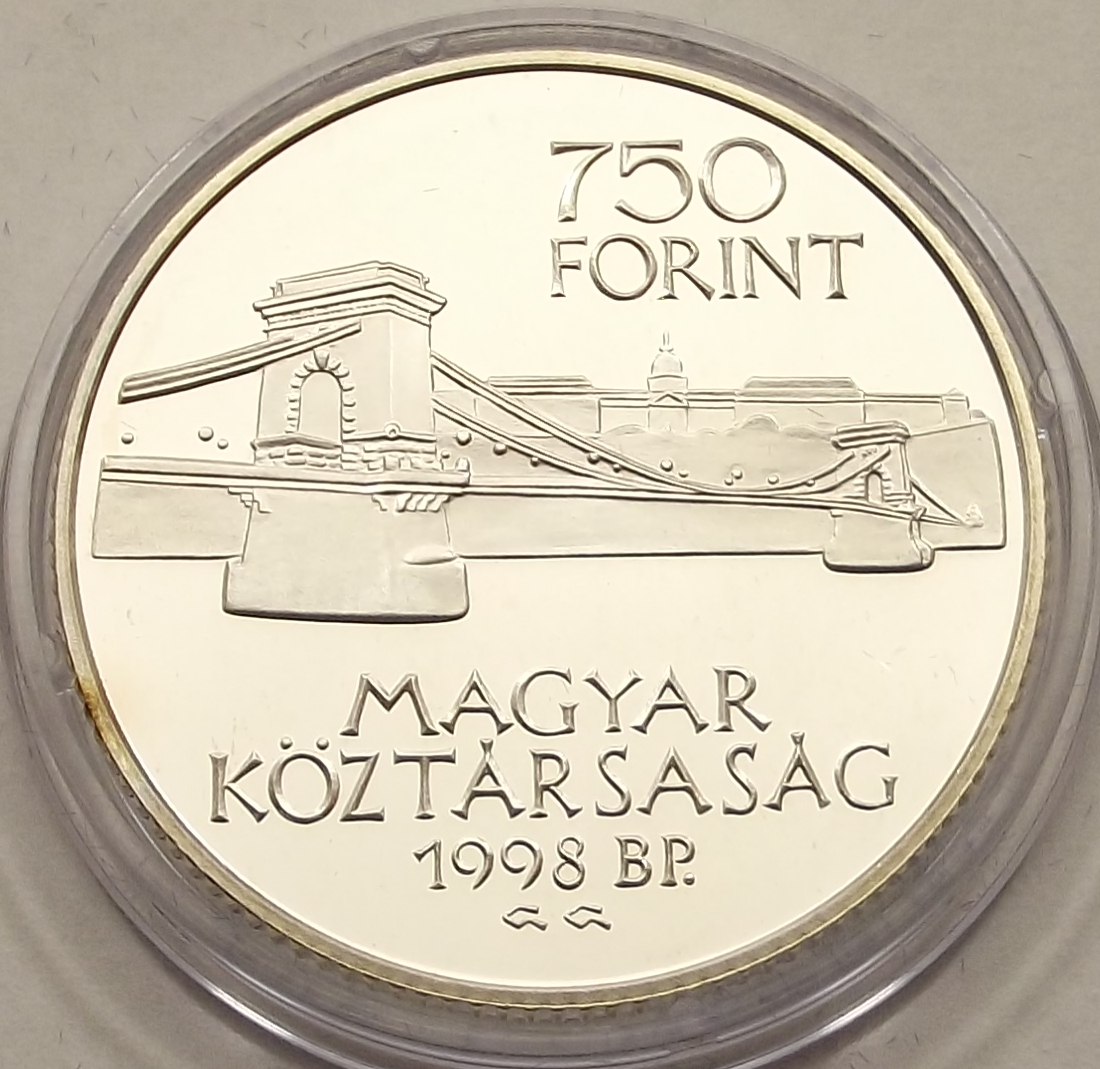 750
FORINT
MAGYAR
KÖZTÁRSASÁG
1998 BP.